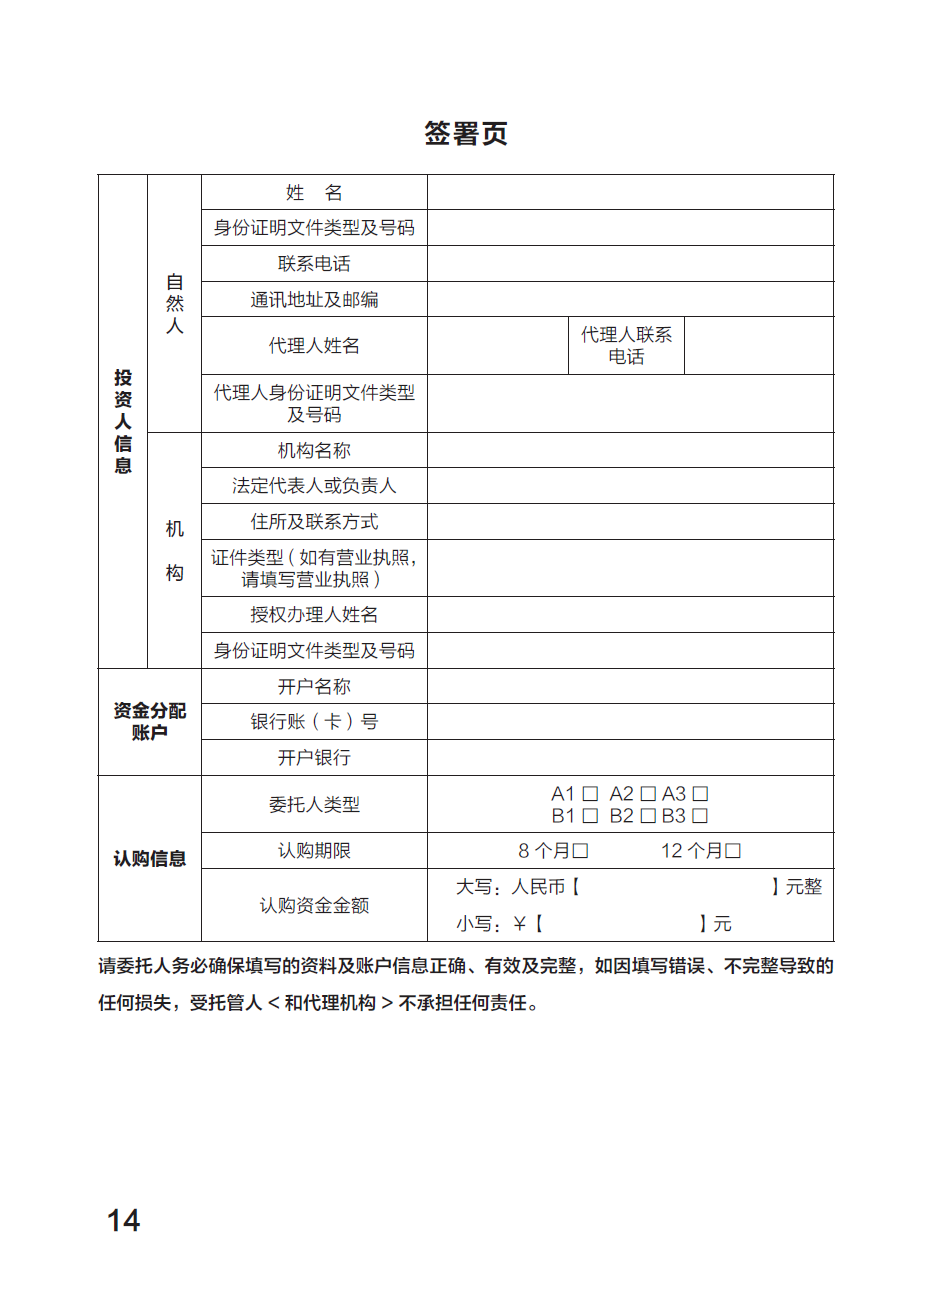 签署页
投资人信息
自然人
姓 名
身份证明文件类型及号码
联系电话
通讯地址及邮编
代理人姓名
代理人联系
电话
代理人身份证明文件类型
及号码
机构
机构名称
法定代表人或负责人
住所及联系方式
证件类型（如有营业执照，
请填写营业执照）
授权办理人姓名
身份证明文件类型及号码
资金分配
账户
开户名称
银行账（卡）号
开户银行
认购信息
委托人类型
A1 □ A2 □ A3 □
B1 □ B2 □ B3 □
认购期限
8 个月□ 12 个月□
认购资金金额
大写：人民币【 】元整
小写：￥【 】元
请委托人务必确保填写的资料及账户信息正确、有效及完整，如因填写错误、不完整导致的
任何损失，受托管人 < 和代理机构 > 不承担任何责任。
14